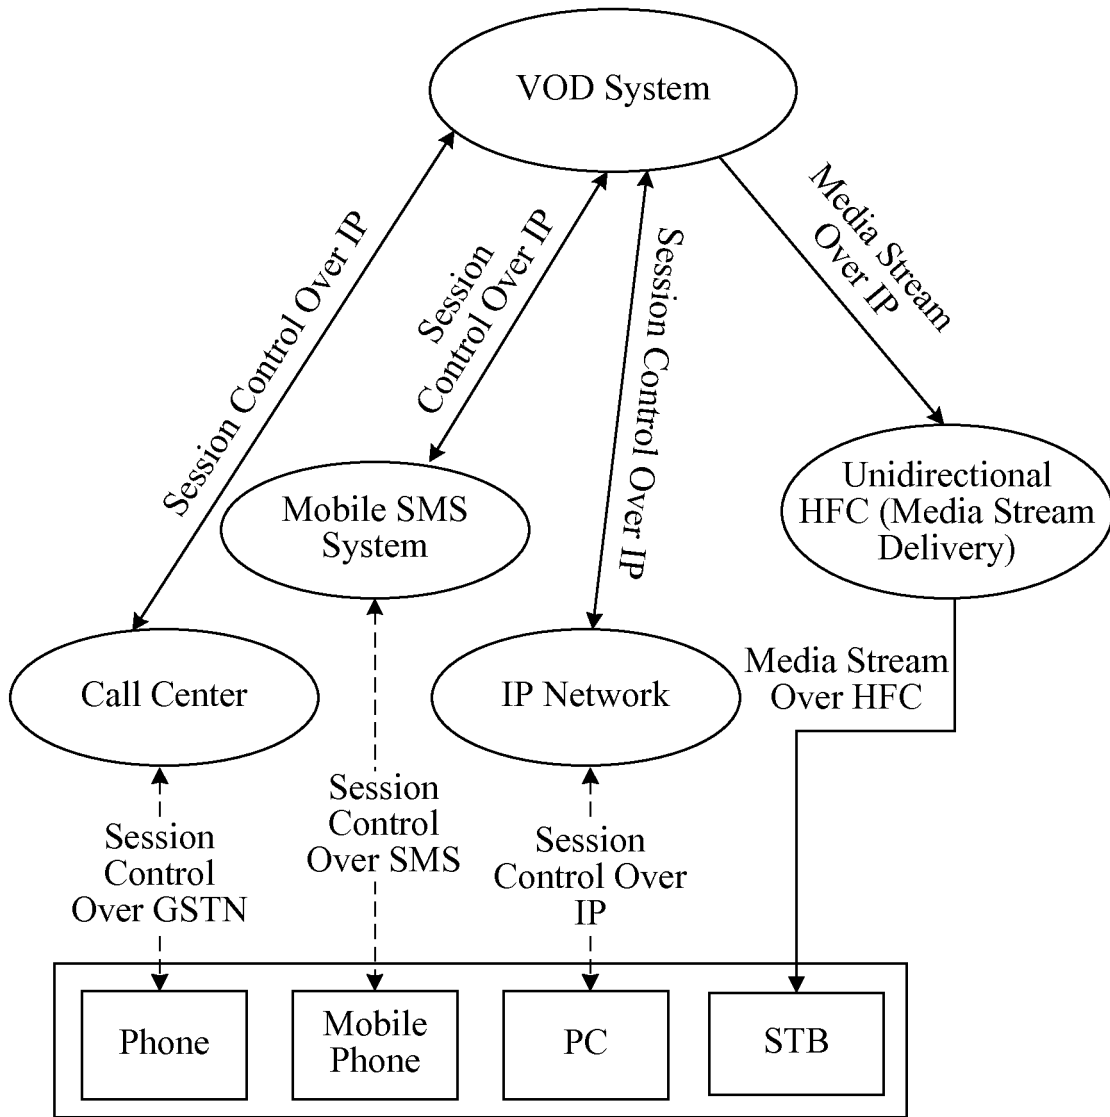 VOD System
Session Control Over IP
Session
Control Over IP
Session Control Over IP
Media Stream
Over IP
Mobile SMS
System
Unidirectional
HFC (Media Stream
Delivery)
Call Center
IP Network
Media Stream
Over HFC
Session
Control
Over GSTN
Session
Control
Over SMS
Session
Control Over
IP
Phone
Mobile
Phone
PC
STB